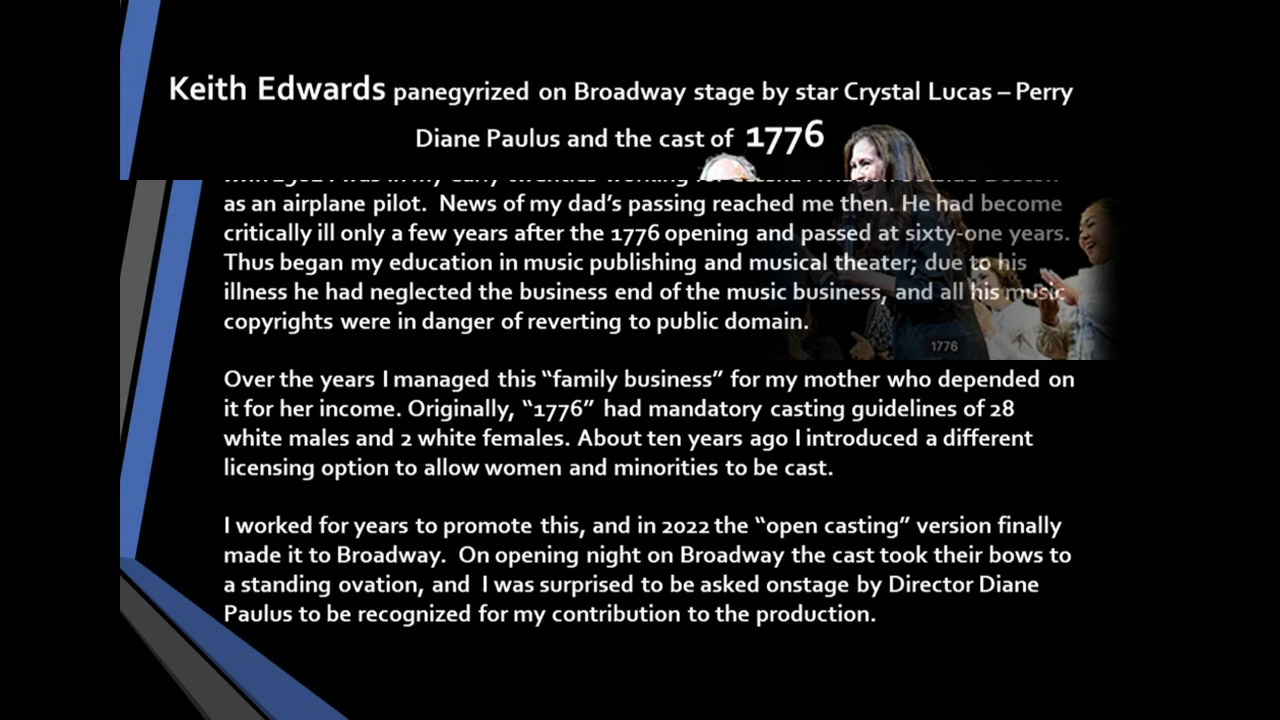 Keith Edwards panegyrized on Broadway stage by star Crystal Lucas – Perry
Diane Paulus and the cast of 1776
as an airplane pilot.  News of my dad’s passing reached me then. He had become
critically ill only a few years after the 1776 opening and passed at sixty-one years.
Thus began my education in music publishing and musical theater; due to his
illness he had neglected the business end of the music business, and all his music
copyrights were in danger of reverting to public domain.
1776
Over the years I managed this “family business” for my mother who depended on
it for her income. Originally, “1776” had mandatory casting guidelines of 28
white males and 2 white females. About ten years ago I introduced a different
licensing option to allow women and minorities to be cast.
I worked for years to promote this, and in 2022 the “open casting” version finally
made it to Broadway.  On opening night on Broadway the cast took their bows to
a standing ovation, and  I was surprised to be asked onstage by Director Diane
Paulus to be recognized for my contribution to the production.